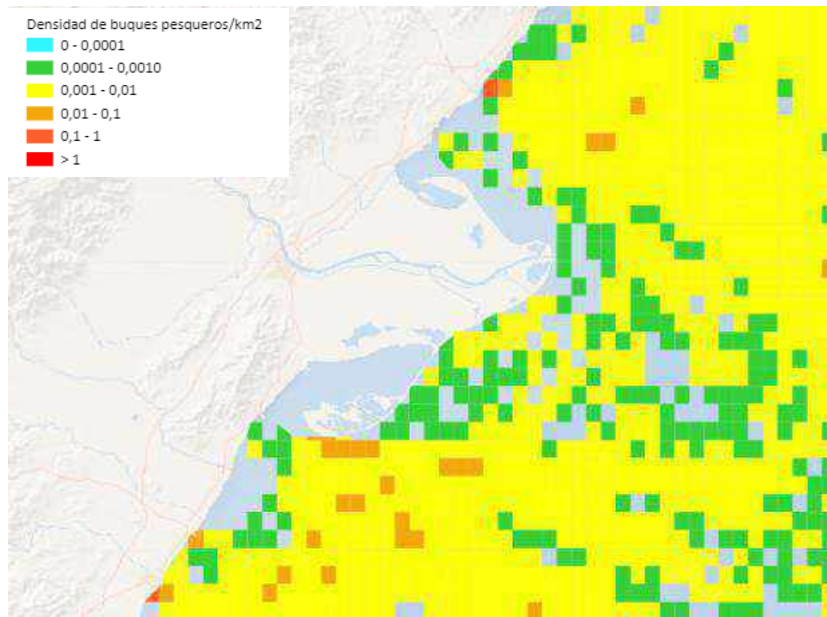 Densidad de buques pesqueros/km2
0 - 0,0001
0,0001 - 0,0010
0,001 - 0,01
0,01 - 0,1
0,1 - 1
> 1